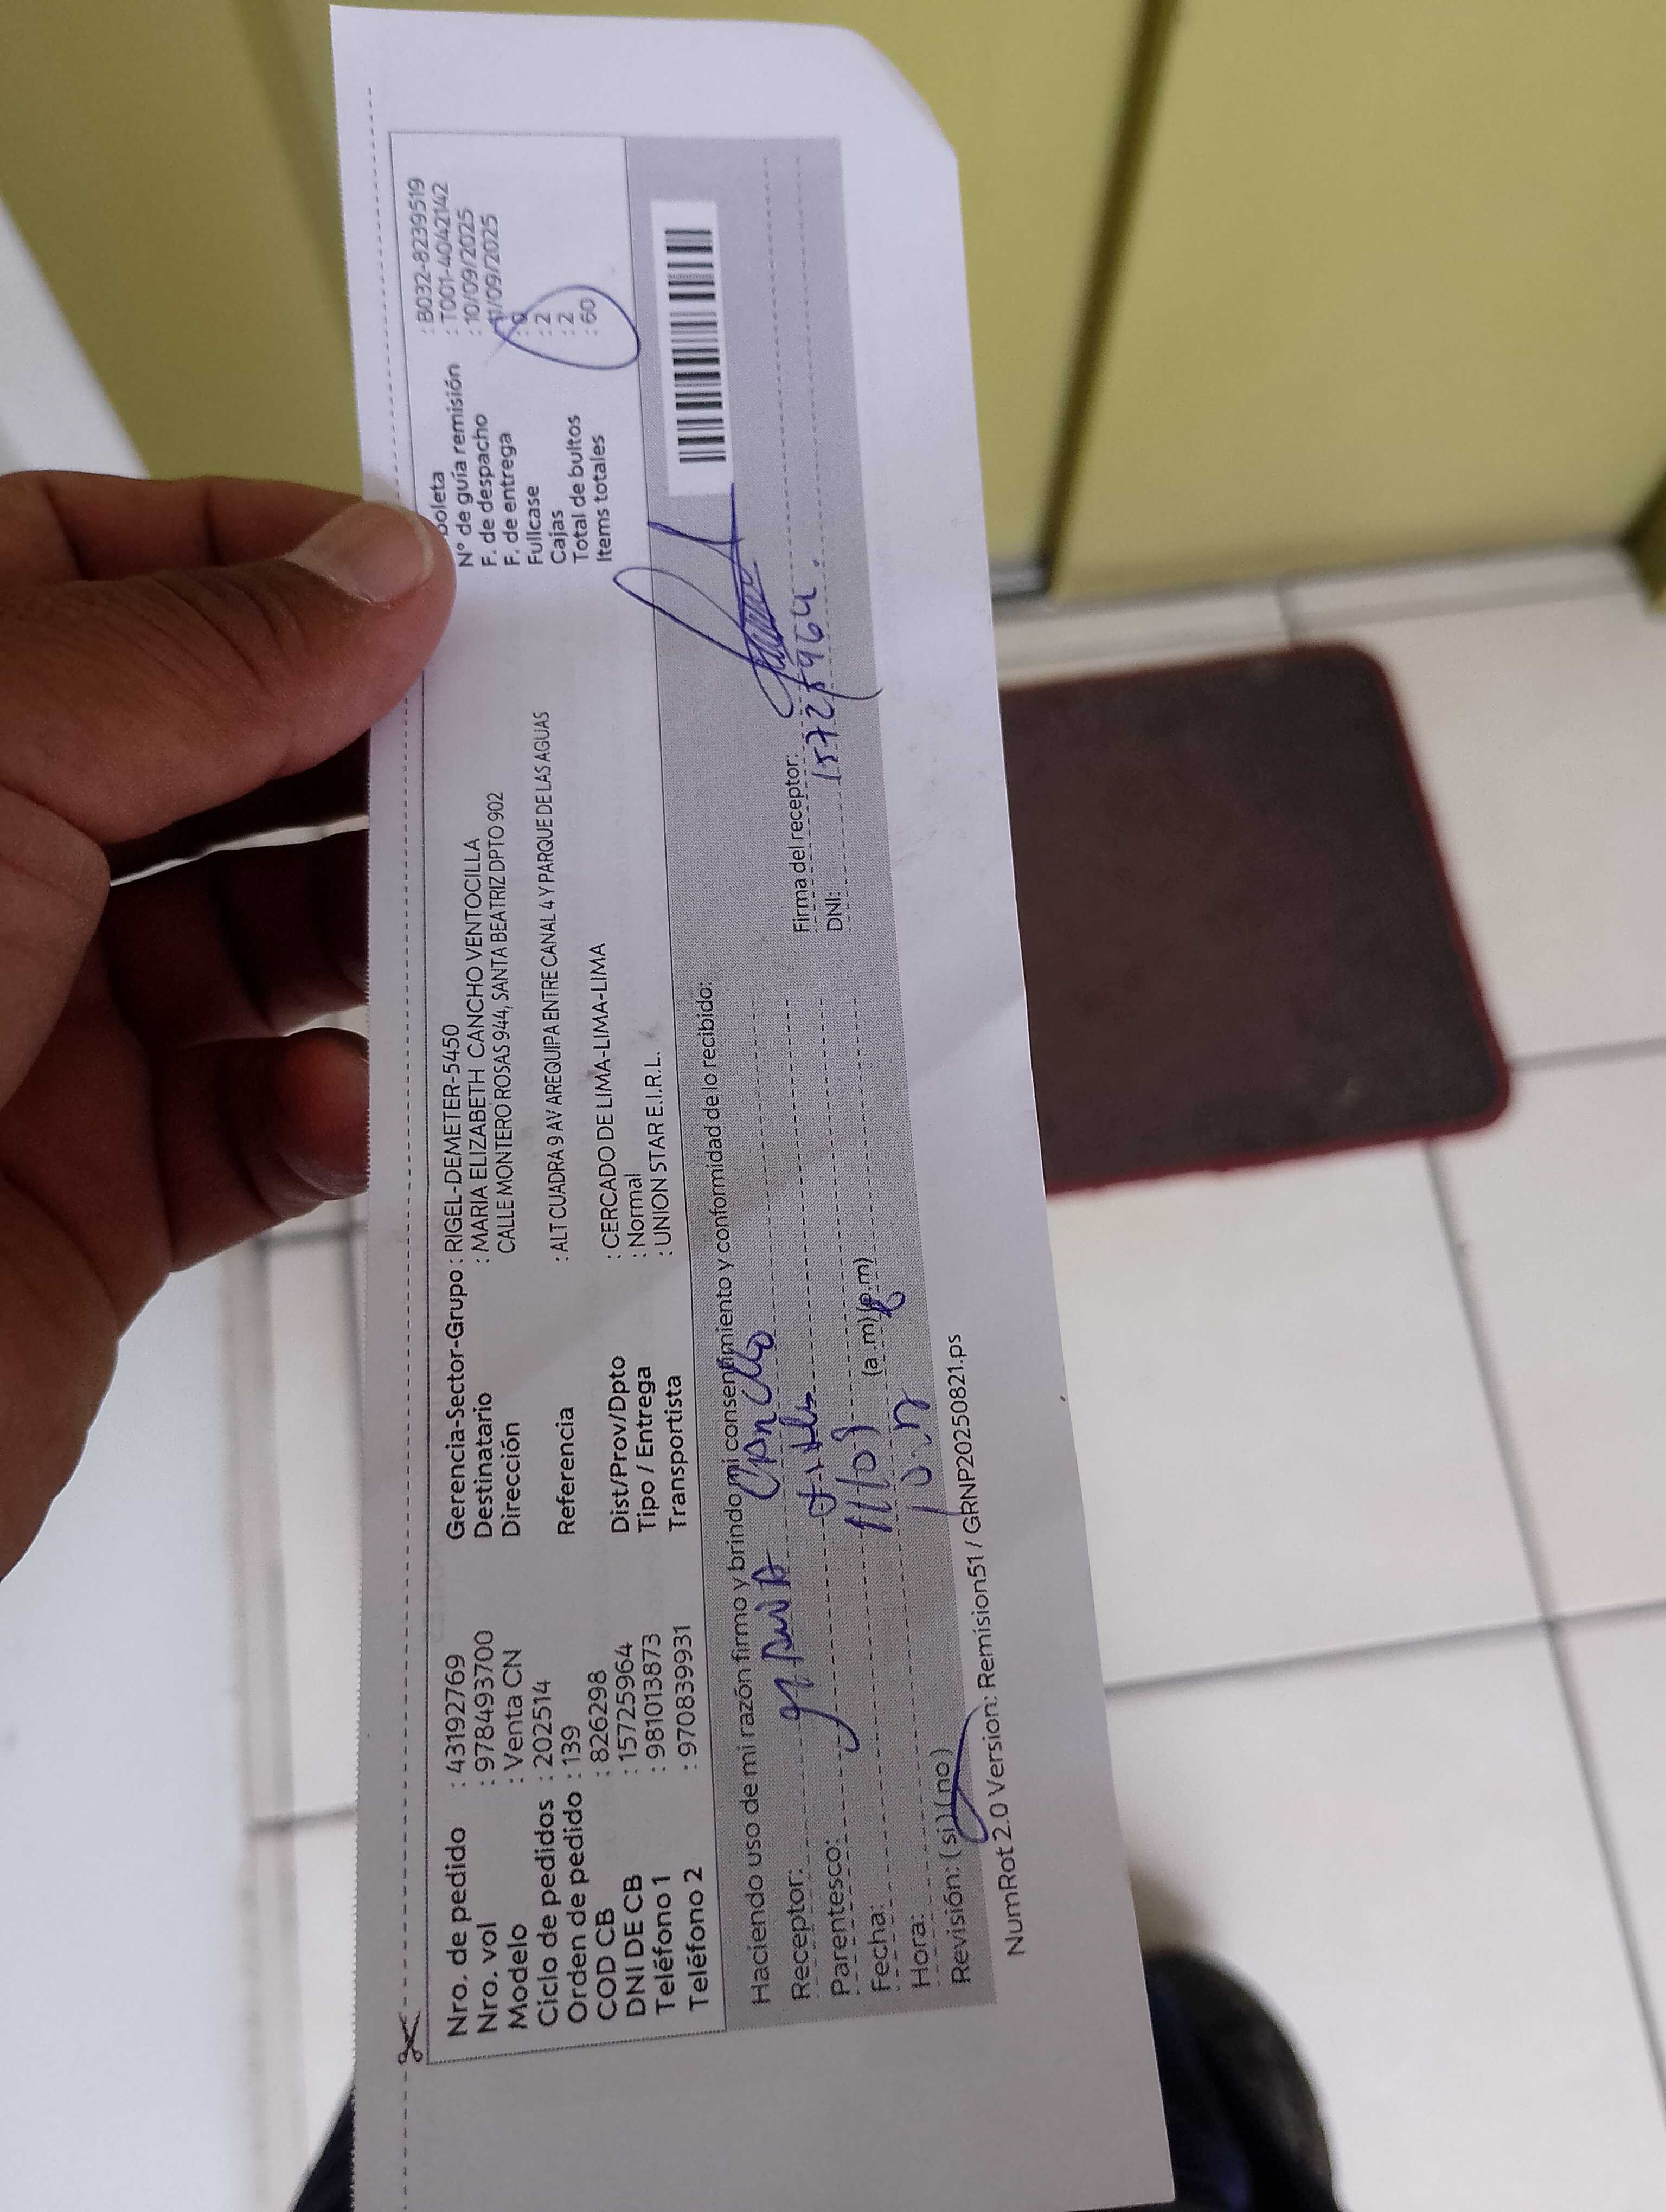 Nro. de pedido : 43192769
Nro. vol : 978493700
Modelo : Venta CN
Ciclo de pedidos : 202514
Orden de pedido : 139
COD CB : 826298
DNI DE CB : 15725964
Teléfono 1 : 981013873
Teléfono 2 : 970839931
Gerencia-Sector-Grupo : RIGEL-DEMETER-5450
Destinatario : MARIA ELIZABETH CANCHO VENTOCILLA
Dirección CALLE MONTERO ROSAS 944, SANTA BEATRIZ DPTO 902
Referencia : ALT CUADRA 9 AV AREQUIPA ENTRE CANAL 4 Y PARQUE DE LAS AGUAS
Dist/Prov/Dpto : CERCADO DE LIMA-LIMA-LIMA
Tipo / Entrega : Normal
Transportista : UNION STAR E.I.R.L.
boleta : B032-8239519
N° de guía remisión : T001-4042142
F. de despacho : 10/09/2025
F. de entrega : 11/09/2025
Fullcase : 0
Cajas : 2
Total de bultos : 2
Items totales : 60
Haciendo uso de mi razón firmo y brindo mi consentimiento y conformidad de lo recibido:
Receptor: Cancho
Parentesco:
Fecha: 11/09
Hora: (a.m)(p.m)
Revisión: (si)(no)
Firma del receptor:
DNI: 15725964
NumRot 2.0 Version: Remision51 / GRNP20250821.ps